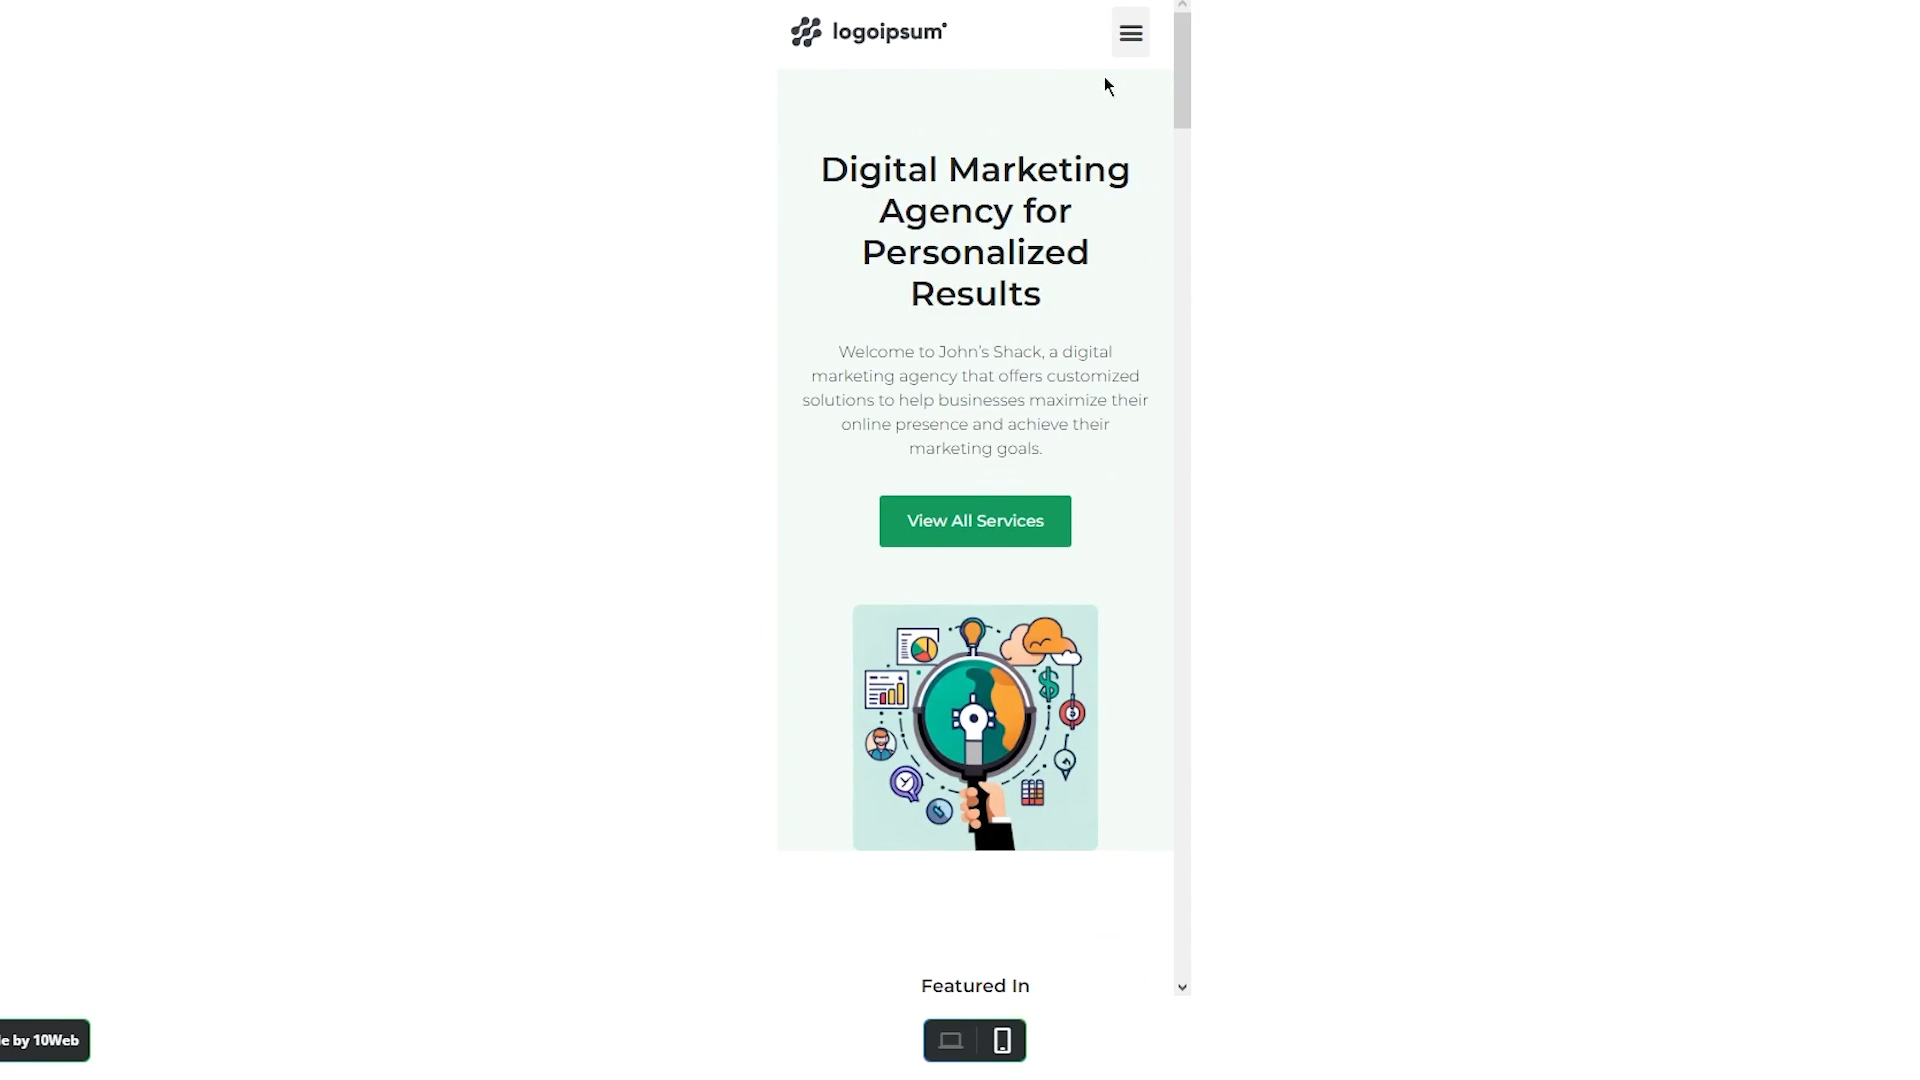 logoipsum
Digital Marketing
Agency for
Personalized
Results
Welcome to John's Shack, a digital
marketing agency that offers customized
solutions to help businesses maximize their
online presence and achieve their
marketing goals.
View All Services
$
Featured In
e by 10Web